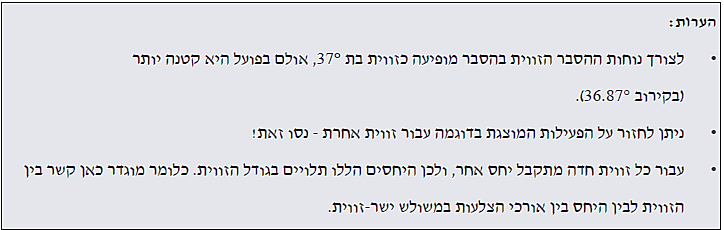 הערות:
• לצורך נוחות ההסבר הזווית בהסבר מופיעה כזווית בת 37°, אולם בפועל היא קטנה יותר
(בקירוב 36.87°).
• ניתן לחזור על הפעילות המוצגת בדוגמה עבור זווית אחרת - נסו זאת!
• עבור כל זווית חדה מתקבל יחס אחר, ולכן היחסים הללו תלויים בגודל הזווית. כלומר מוגדר כאן קשר בין
הזווית לבין היחס בין אורכי הצלעות במשולש ישר-זווית.